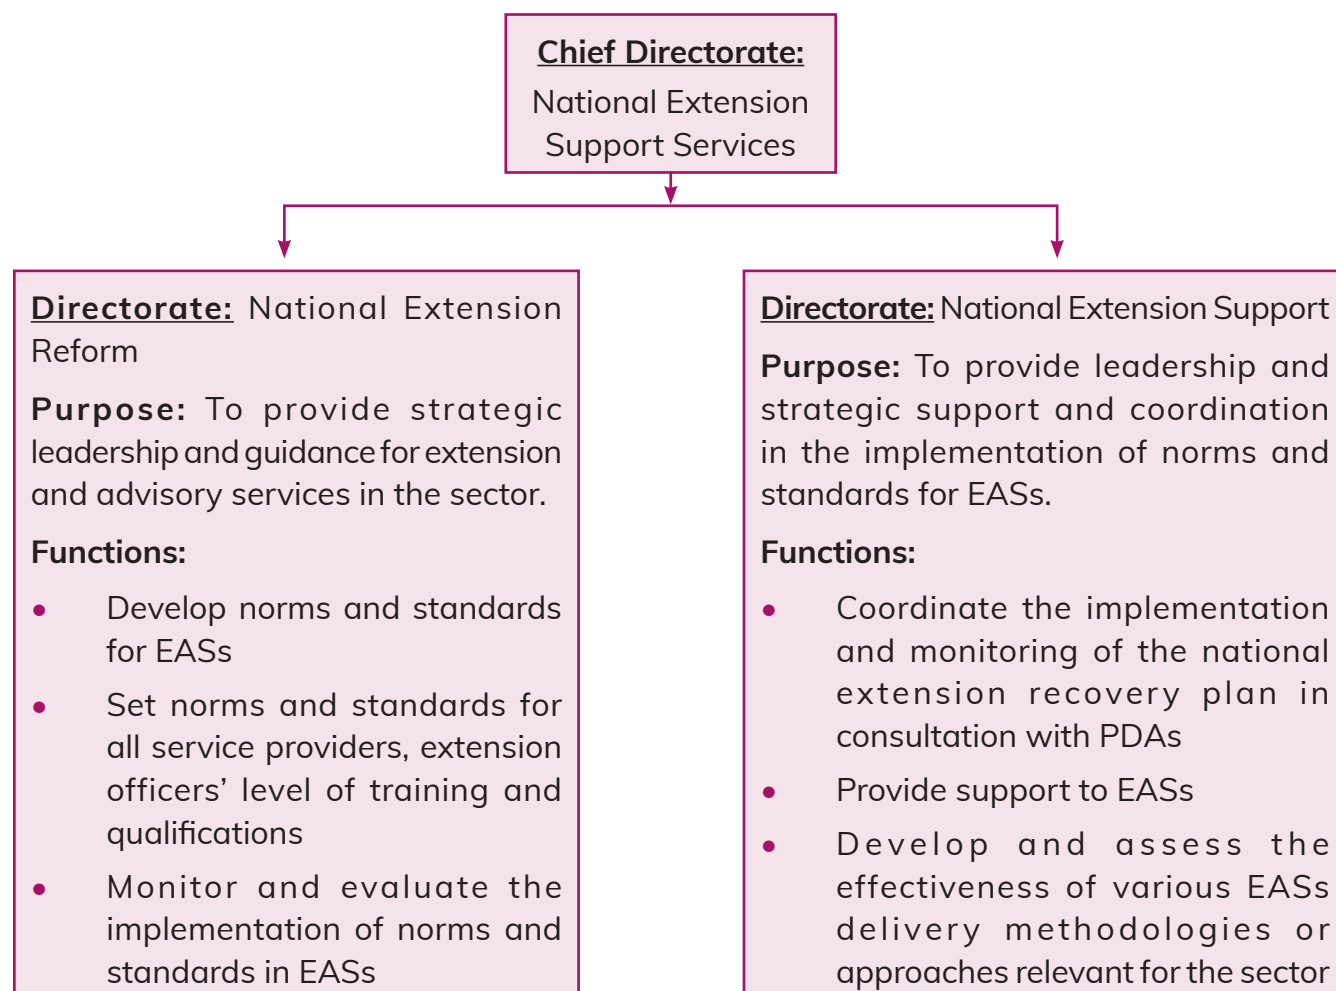 Chief Directorate:
National Extension
Support Services
Directorate: National Extension
Reform
Purpose: To provide strategic
leadership and guidance for extension
and advisory services in the sector.
Functions:
• Develop norms and standards
for EASs
• Set norms and standards for
all service providers, extension
officers’ level of training and
qualifications
• Monitor and evaluate the
implementation of norms and
standards in EASs
Directorate: National Extension Support
Purpose: To provide leadership and
strategic support and coordination
in the implementation of norms and
standards for EASs.
Functions:
• Coordinate the implementation
and monitoring of the national
extension recovery plan in
consultation with PDAs
• Provide support to EASs
• Develop and assess the
effectiveness of various EASs
delivery methodologies or
approaches relevant for the sector